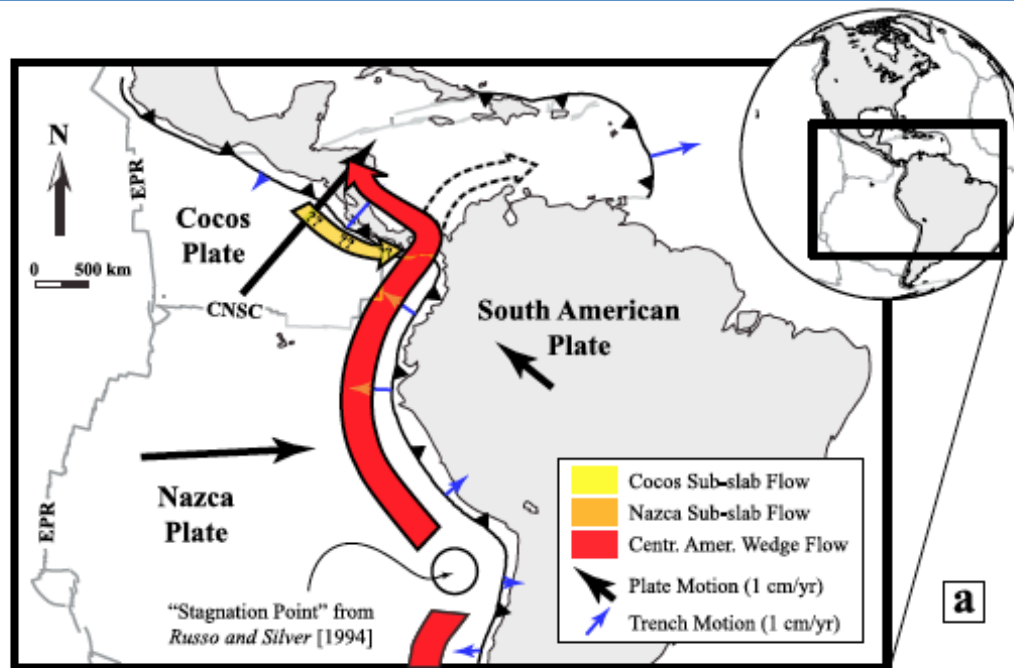 N
EPR
Cocos
Plate
0 500 km
CNSC
??
??
?
South American
Plate
EPR
Nazca
Plate
"Stagnation Point" from
Russo and Silver [1994]
Cocos Sub-slab Flow
Nazca Sub-slab Flow
Centr. Amer. Wedge Flow
Plate Motion (1 cm/yr)
Trench Motion (1 cm/yr)
a